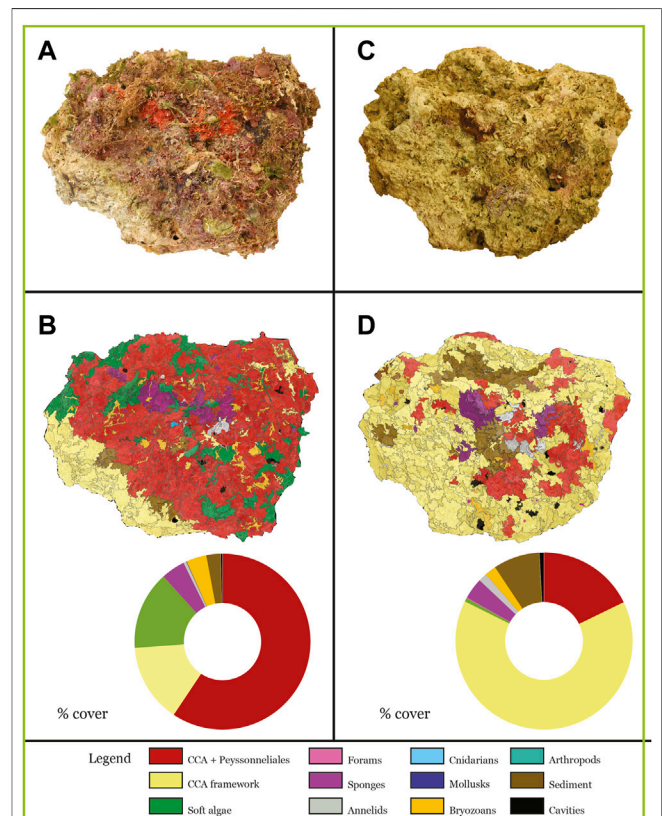 A
C
B
D
% cover
% cover
Legend
CCA + Peyssonneliales
Forams
Cnidarians
Arthropods
CCA framework
Sponges
Mollusks
Sediment
Soft algae
Annelids
Bryozoans
Cavities